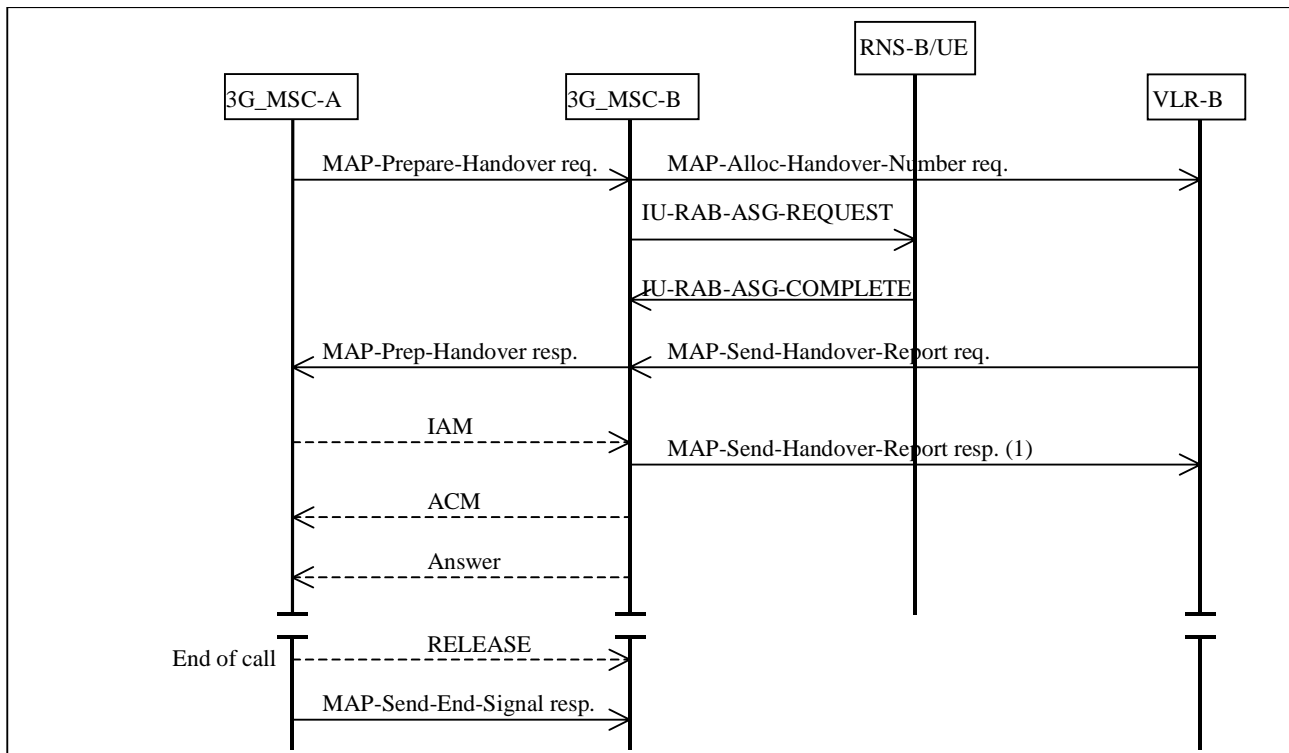 RNS-B/UE
3G_MSC-A
3G_MSC-B
VLR-B
MAP-Prepare-Handover req.
MAP-Alloc-Handover-Number req.
IU-RAB-ASG-REQUEST
IU-RAB-ASG-COMPLETE
MAP-Prep-Handover resp.
MAP-Send-Handover-Report req.
IAM
MAP-Send-Handover-Report resp. (1)
ACM
Answer
RELEASE
End of call
MAP-Send-End-Signal resp.